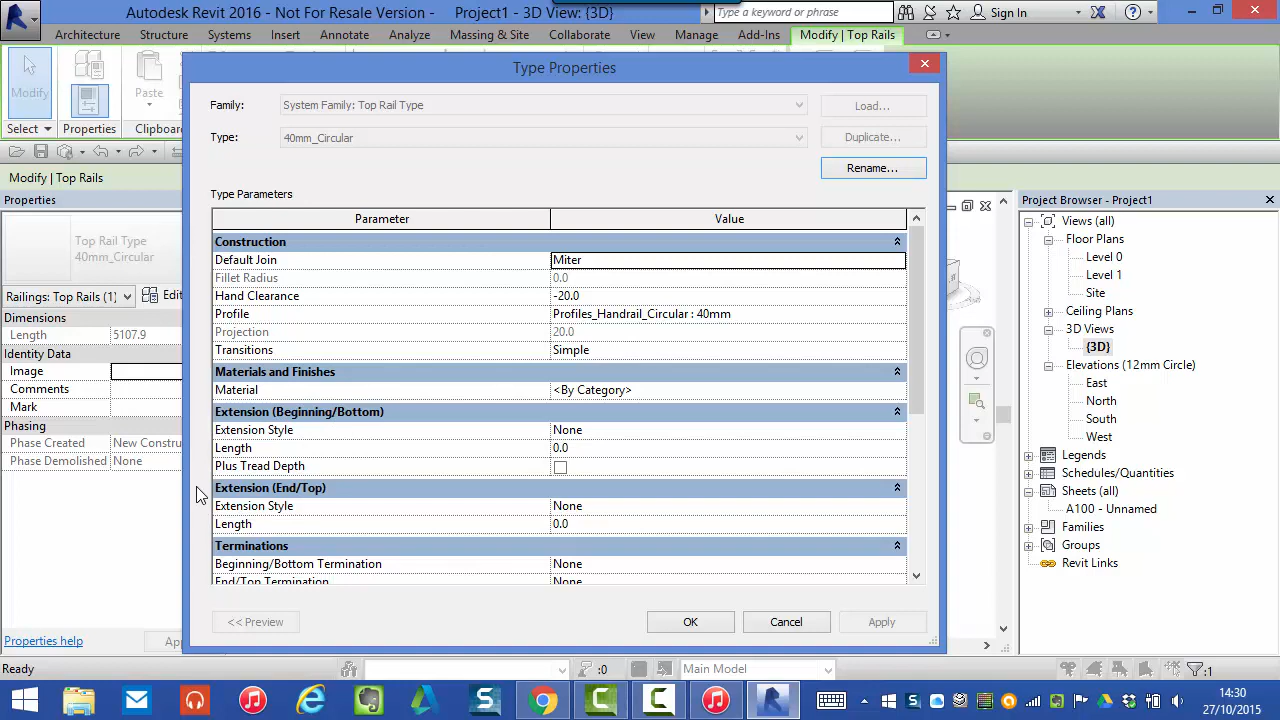 Autodesk Revit 2016 - Not For Resale Version - Project1 - 3D View: {3D}
Type a keyword or phrase
Sign In
Architecture Structure Systems Insert Annotate Analyze Massing & Site Collaborate View Manage Add-Ins Modify | Top Rails
Modify
Paste
Select Properties Clipboar
Modify | Top Rails
Type Properties
Family: System Family: Top Rail Type Load...
Type: 40mm_Circular Duplicate...
Rename...
Type Parameters
Parameter Value
Construction
Default Join Miter
Fillet Radius 0.0
Hand Clearance -20.0
Profile Profiles_Handrail_Circular : 40mm
Projection 20.0
Transitions Simple
Materials and Finishes
Material <By Category>
Extension (Beginning/Bottom)
Extension Style None
Length 0.0
Plus Tread Depth
Extension (End/Top)
Extension Style None
Length 0.0
Terminations
Beginning/Bottom Termination None
End/Top Termination None
<< Preview OK Cancel Apply
Properties
Top Rail Type
40mm_Circular
Railings: Top Rails (1) Edit
Dimensions
Length 5107.9
Identity Data
Image
Comments
Mark
Phasing
Phase Created New Constru
Phase Demolished None
Properties help Ap
Project Browser - Project1
Views (all)
Floor Plans
Level 0
Level 1
Site
Ceiling Plans
3D Views
{3D}
Elevations (12mm Circle)
East
North
South
West
Legends
Schedules/Quantities
Sheets (all)
A100 - Unnamed
Families
Groups
Revit Links
Ready :0 Main Model :1
14:30
27/10/2015